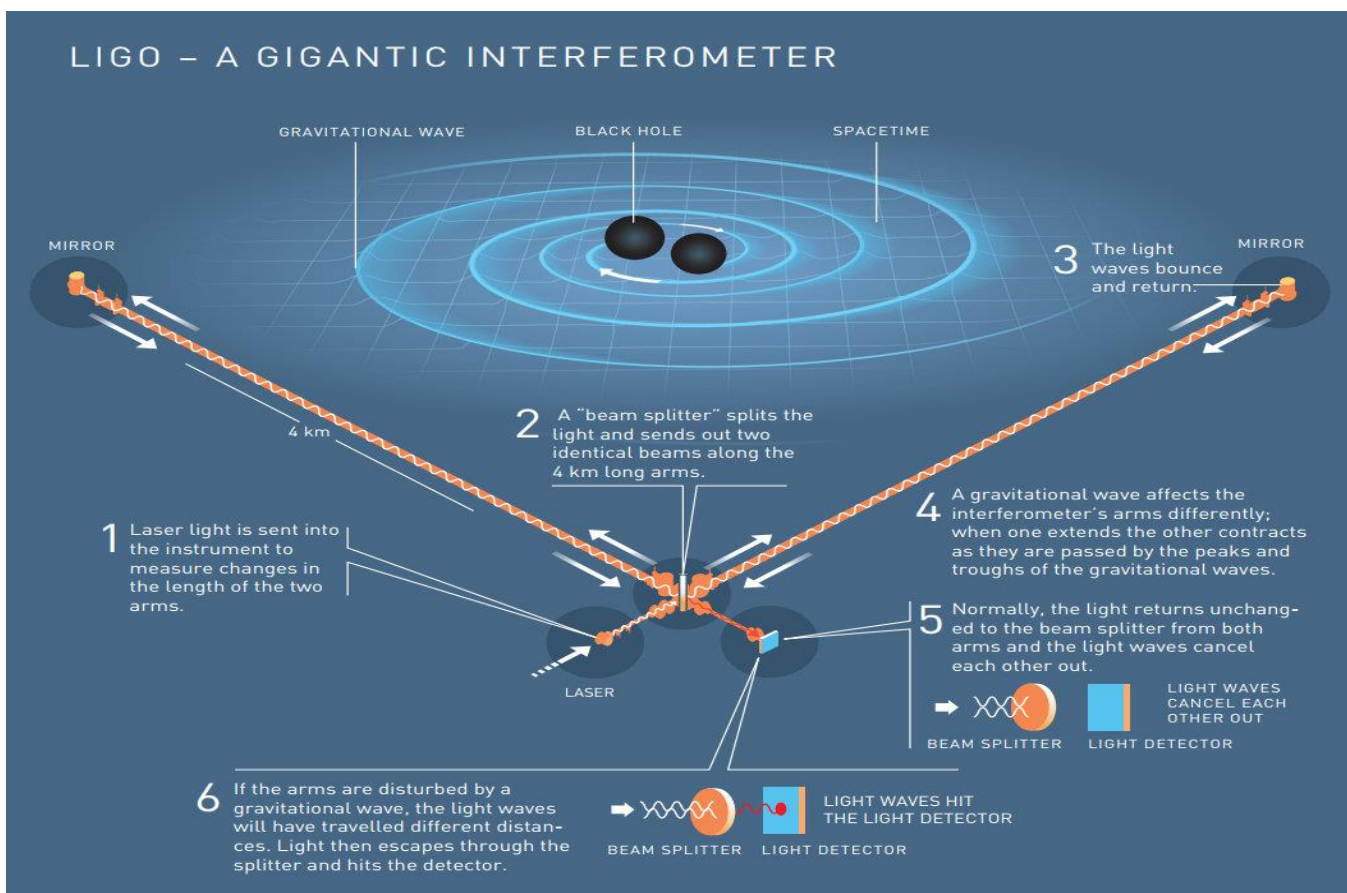 LIGO – A GIGANTIC INTERFEROMETER
GRAVITATIONAL WAVE
BLACK HOLE
SPACETIME
MIRROR
3
The light
waves bounce
and return.
MIRROR
4 km
2
A “beam splitter” splits the
light and sends out two
identical beams along the
4 km long arms.
1
Laser light is sent into
the instrument to
measure changes in
the length of the two
arms.
4
A gravitational wave affects the
interferometer’s arms differently;
when one extends the other contracts
as they are passed by the peaks and
troughs of the gravitational waves.
LASER
5
Normally, the light returns unchang-
ed to the beam splitter from both
arms and the light waves cancel
each other out.
LIGHT WAVES
CANCEL EACH
OTHER OUT
BEAM SPLITTER
LIGHT DETECTOR
6
If the arms are disturbed by a
gravitational wave, the light waves
will have travelled different distan-
ces. Light then escapes through the
splitter and hits the detector.
LIGHT WAVES HIT
THE LIGHT DETECTOR
BEAM SPLITTER
LIGHT DETECTOR